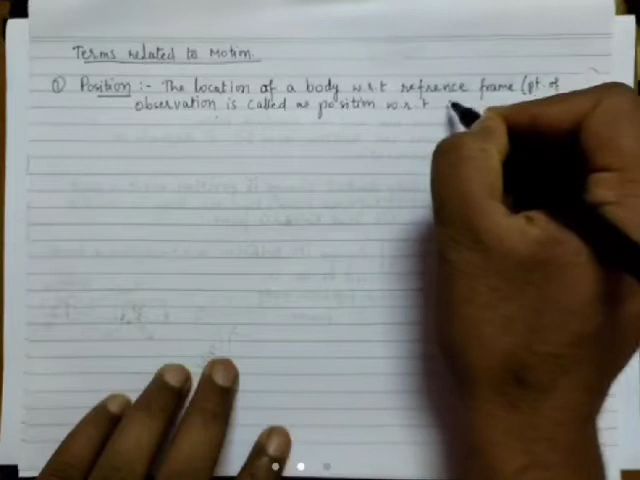 Terms related to Motion.
① Position :- The location of a body w.r.t refrence frame (pt. of
observation is called as position w.r.t